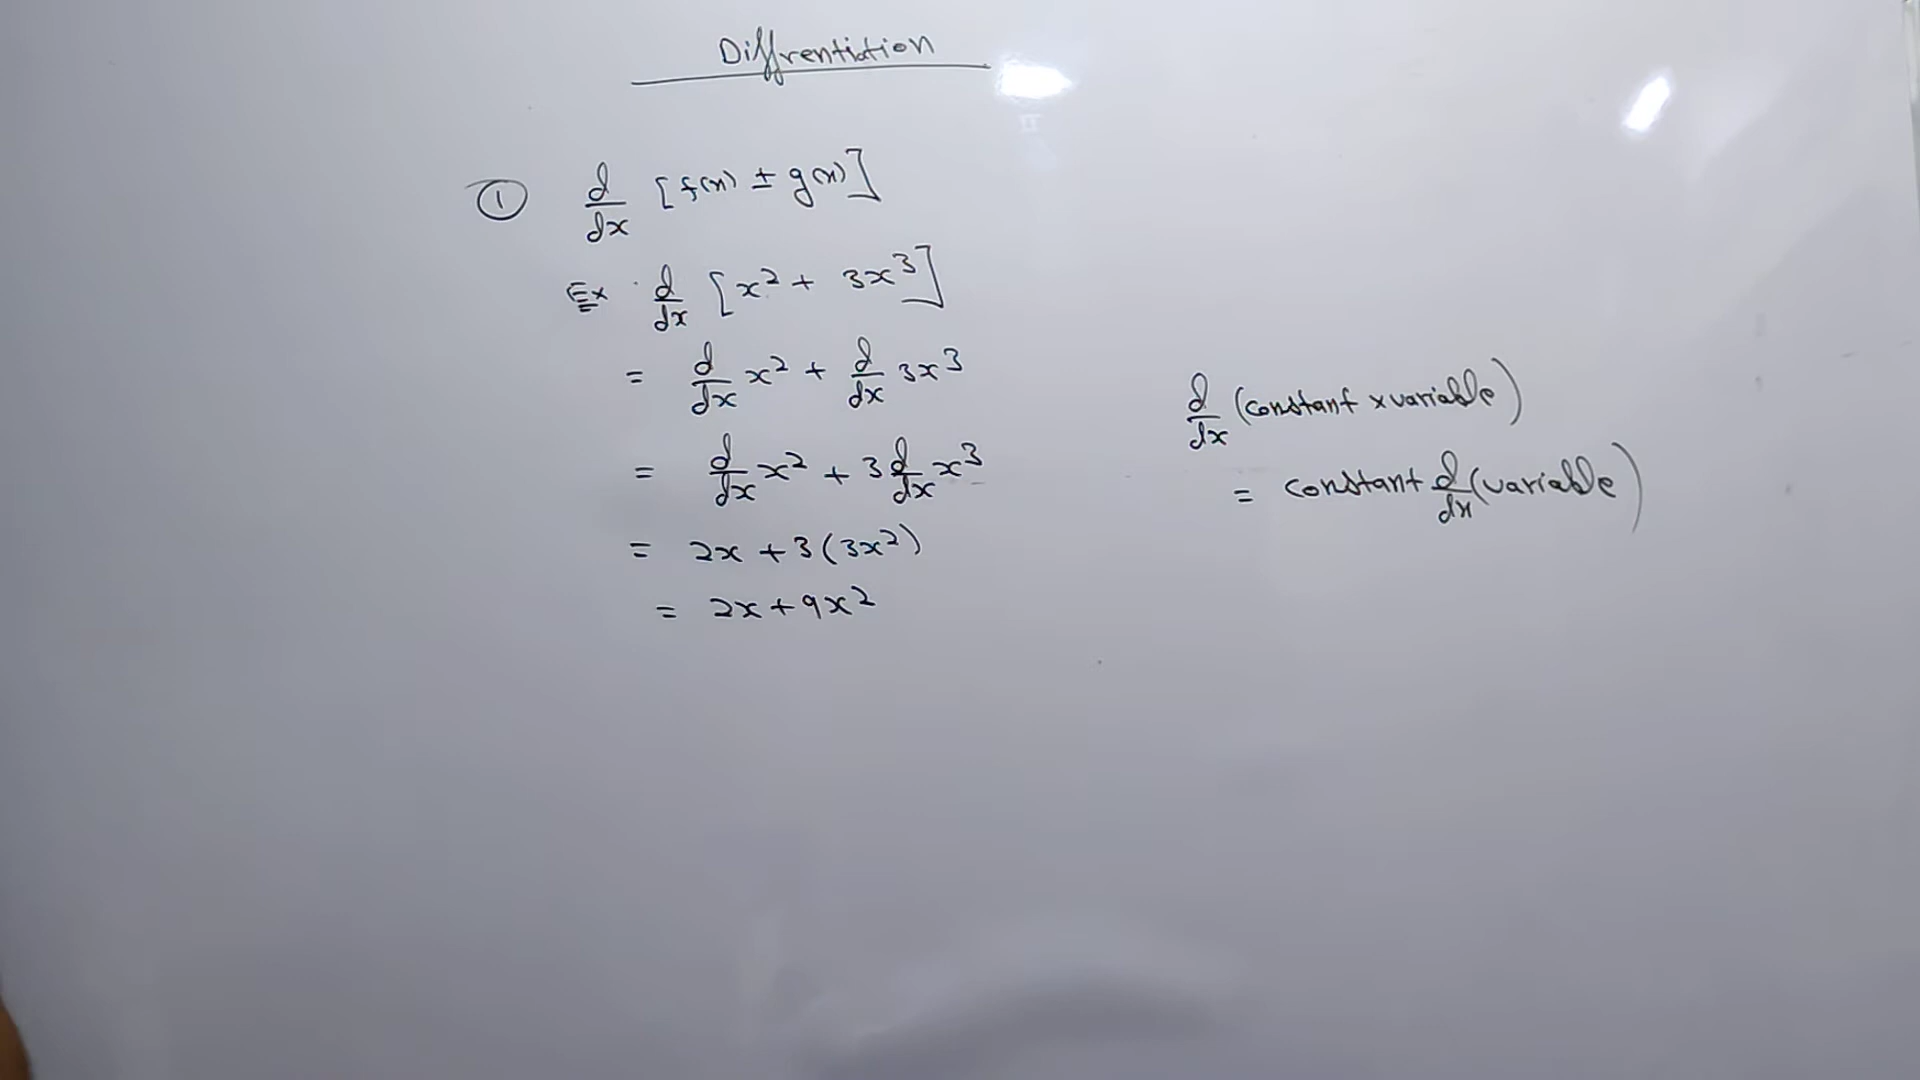 Diffrentiation
① d/dx [f(x) ± g(x)]
Ex d/dx [x² + 3x³]
= d/dx x² + d/dx 3x³
= d/dx x² + 3 d/dx x³
= 2x + 3(3x²)
= 2x + 9x²
d/dx (constant x variable)
= constant d/dx (variable)